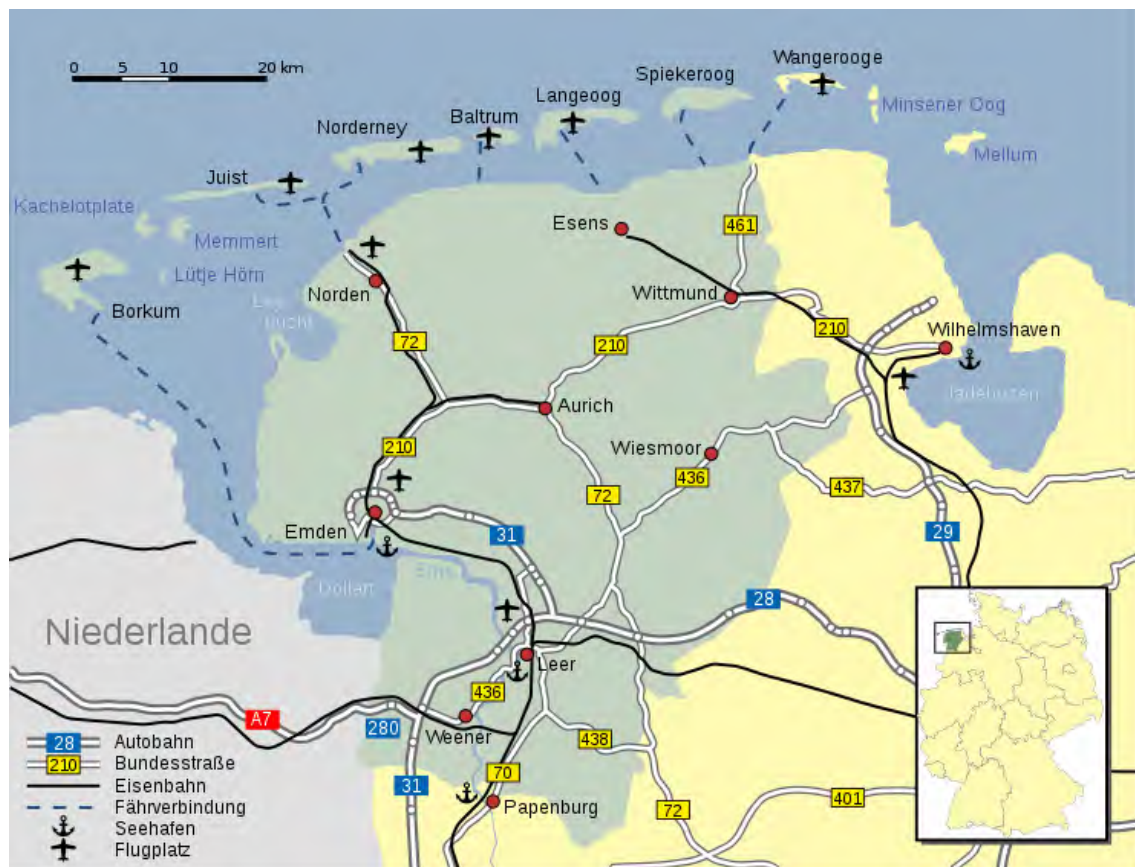 0 5 10 20 km
Wangerooge
Spiekeroog
Langeoog
Minsener Oog
Baltrum
Norderney
Mellum
Juist
Kachelotplate
Memmert
Esens
461
Lütje Hörn
Norden
Wittmund
Borkum
Leybucht
210
Wilhelmshaven
72
210
Jadebusen
Aurich
210
Wiesmoor
436
437
72
Emden
31
29
Ems
Dollart
28
Niederlande
Leer
436
A7
280
Weener
438
28 Autobahn
210 Bundesstraße
70
Eisenbahn
31
Papenburg
401
Fährverbindung
72
Seehafen
Flugplatz